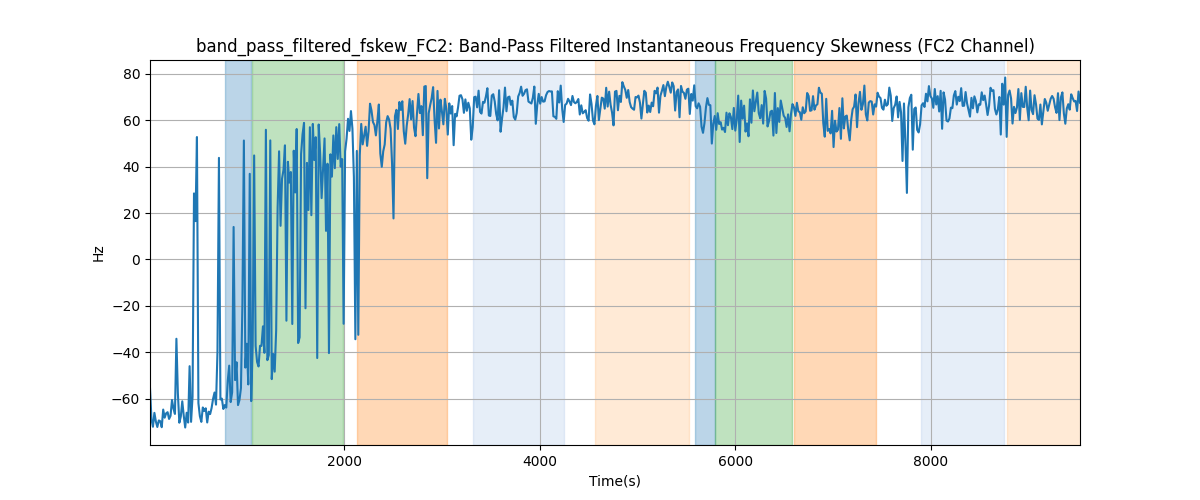 band_pass_filtered_fskew_FC2: Band-Pass Filtered Instantaneous Frequency Skewness (FC2 Channel)
80
60
40
20
0
−20
−40
−60
Hz
2000 4000 6000 8000
Time(s)